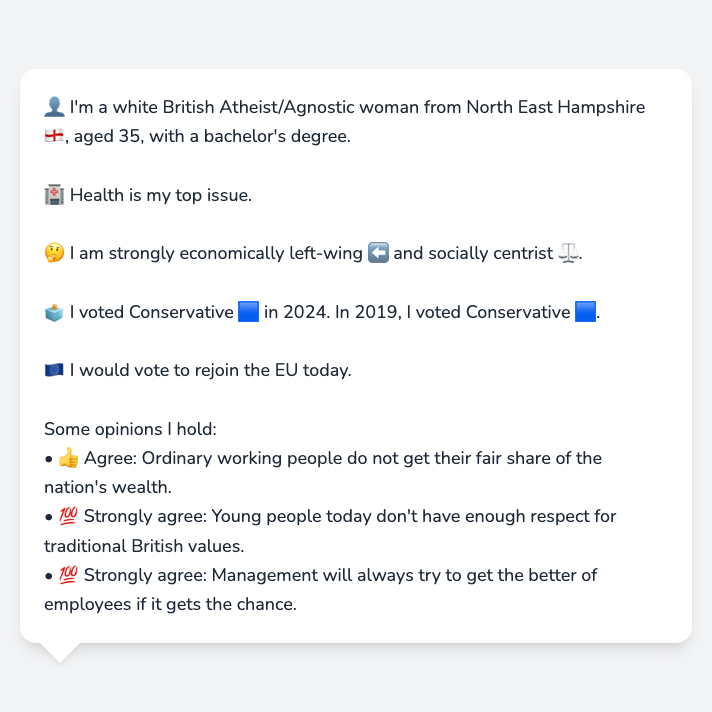 👤 I'm a white British Atheist/Agnostic woman from North East Hampshire
🏴󠁧󠁢󠁥󠁮󠁧󠁿, aged 35, with a bachelor's degree.
🏥 Health is my top issue.
🤔 I am strongly economically left-wing ⬅️ and socially centrist ⚖️.
🗳️ I voted Conservative 🟦 in 2024. In 2019, I voted Conservative 🟦.
🇪🇺 I would vote to rejoin the EU today.
Some opinions I hold:
• 👍 Agree: Ordinary working people do not get their fair share of the
nation's wealth.
• 💯 Strongly agree: Young people today don't have enough respect for
traditional British values.
• 💯 Strongly agree: Management will always try to get the better of
employees if it gets the chance.